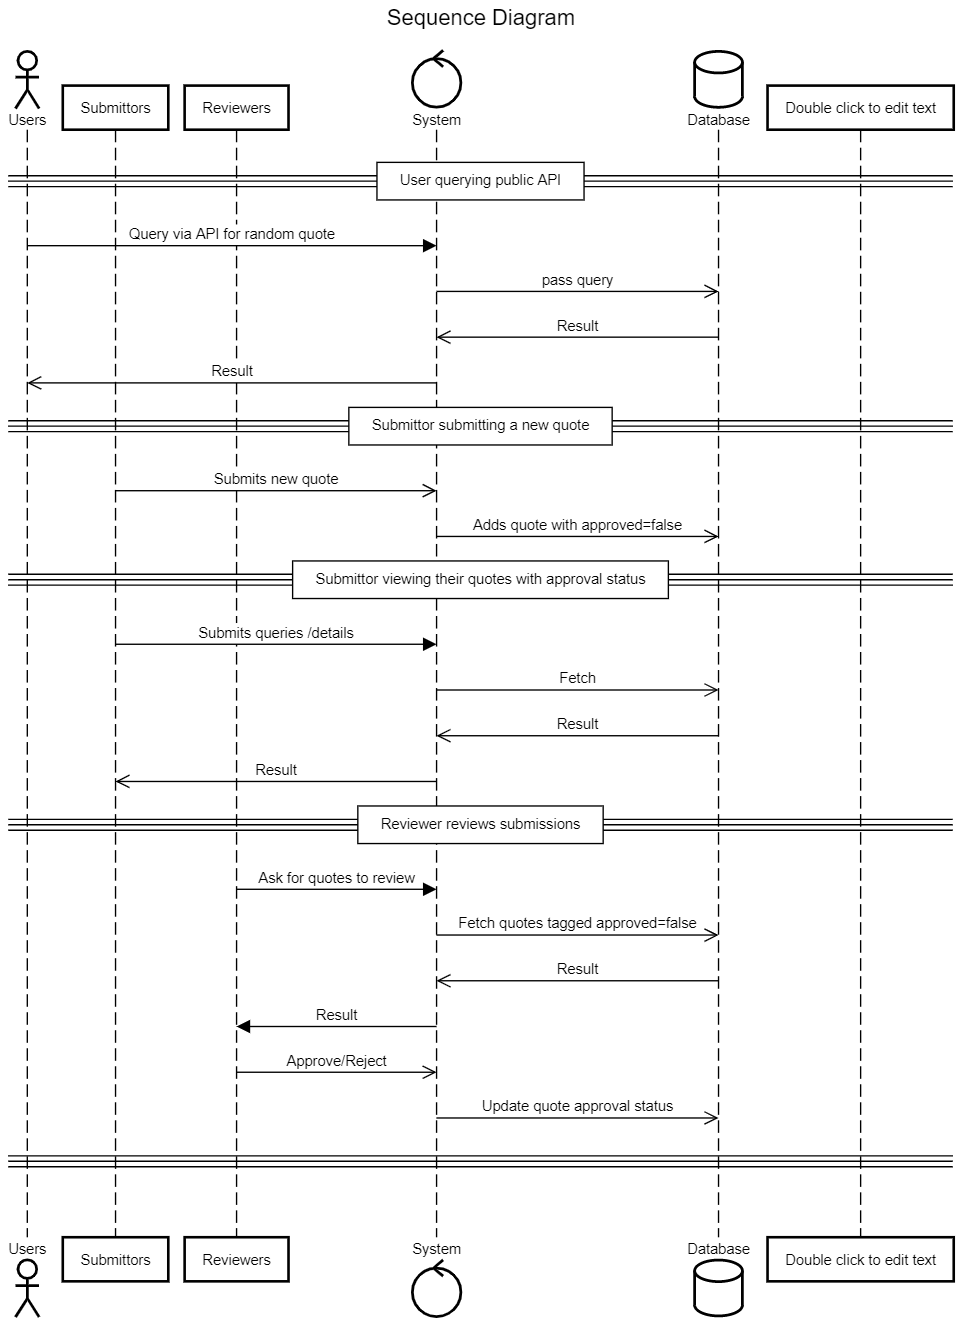 Sequence Diagram
Users
Submittors
Reviewers
System
Database
Double click to edit text
User querying public API
Query via API for random quote
pass query
Result
Result
Submittor submitting a new quote
Submits new quote
Adds quote with approved=false
Submittor viewing their quotes with approval status
Submits queries /details
Fetch
Result
Result
Reviewer reviews submissions
Ask for quotes to review
Fetch quotes tagged approved=false
Result
Result
Approve/Reject
Update quote approval status
Users
Submittors
Reviewers
System
Database
Double click to edit text